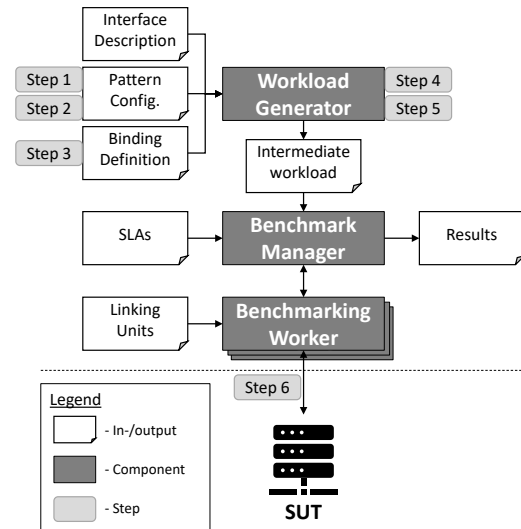 Interface
Description
Step 1
Step 2
Pattern
Config.
Workload
Generator
Step 4
Step 5
Step 3
Binding
Definition
Intermediate
workload
SLAs
Benchmark
Manager
Results
Linking
Units
Benchmarking
Worker
Step 6
Legend
- In-/output
- Component
- Step
SUT